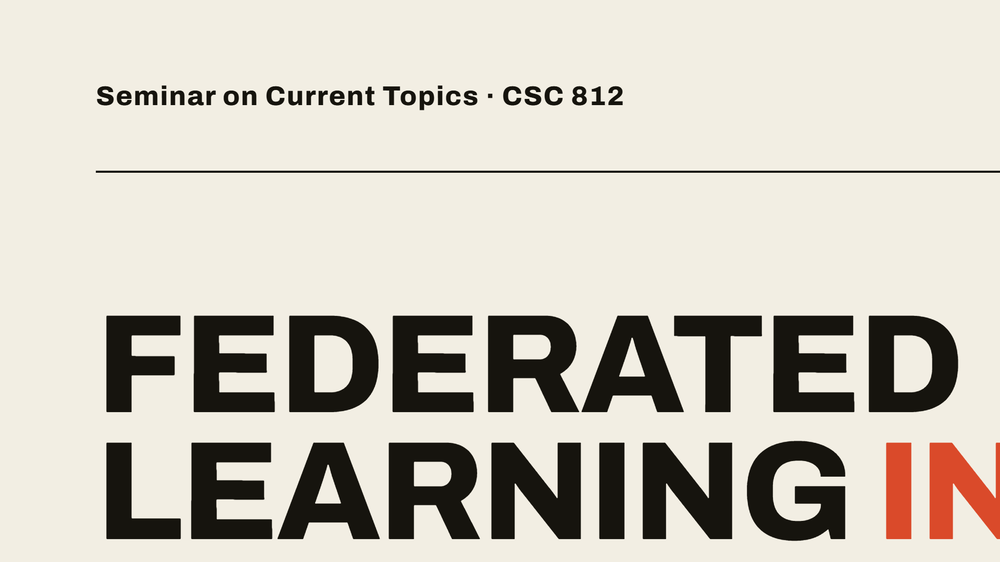 Seminar on Current Topics · CSC 812
FEDERATED
LEARNING IN